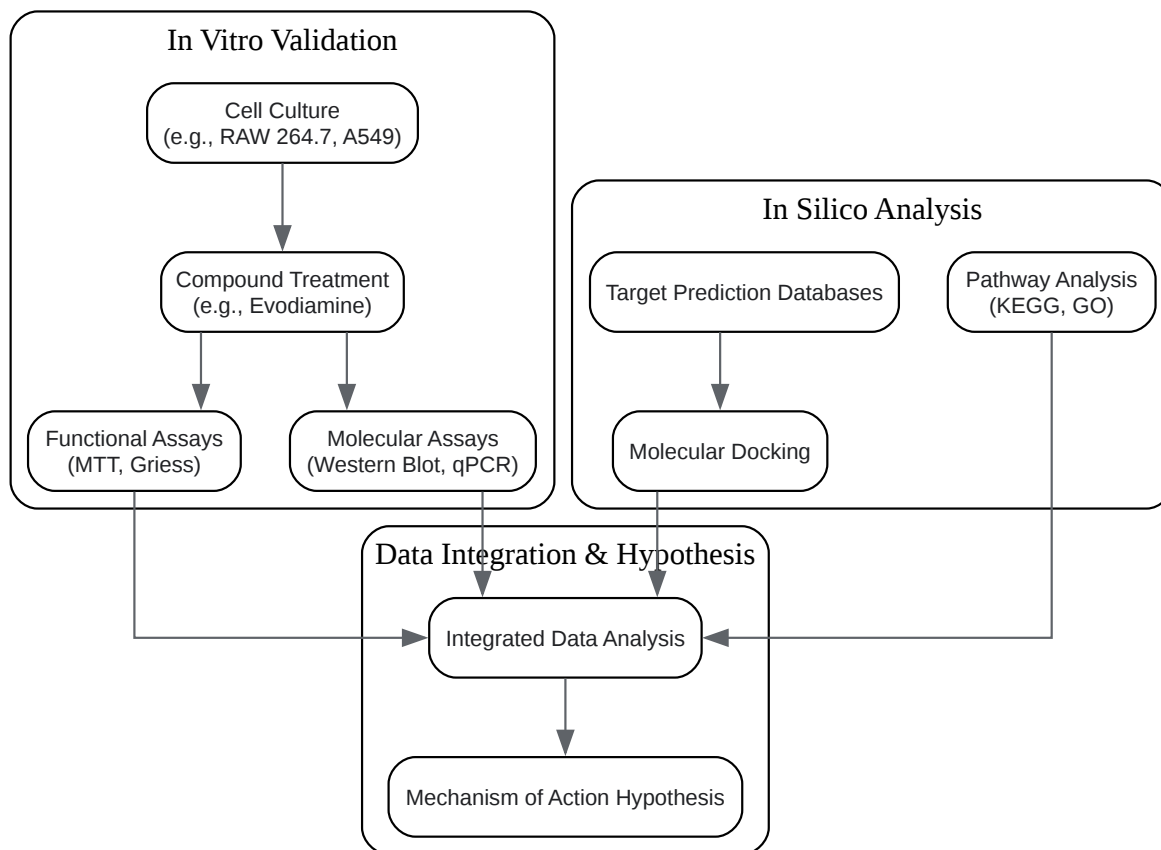 In Vitro Validation
Cell Culture
(e.g., RAW 264.7, A549)
Compound Treatment
(e.g., Evodiamine)
Functional Assays
(MTT, Griess)
Molecular Assays
(Western Blot, qPCR)
In Silico Analysis
Target Prediction Databases
Pathway Analysis
(KEGG, GO)
Molecular Docking
Data Integration & Hypothesis
Integrated Data Analysis
Mechanism of Action Hypothesis